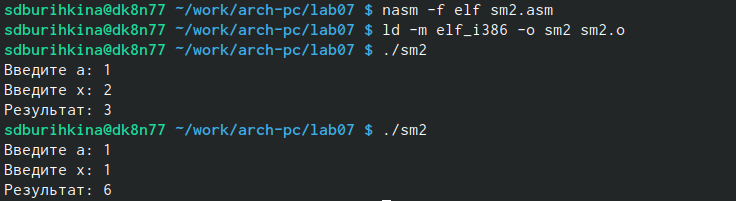 sdburihkina@dk8n77 ~/work/arch-pc/lab07 $ nasm -f elf sm2.asm
sdburihkina@dk8n77 ~/work/arch-pc/lab07 $ ld -m elf_i386 -o sm2 sm2.o
sdburihkina@dk8n77 ~/work/arch-pc/lab07 $ ./sm2
Введите a: 1
Введите x: 2
Результат: 3
sdburihkina@dk8n77 ~/work/arch-pc/lab07 $ ./sm2
Введите a: 1
Введите x: 1
Результат: 6